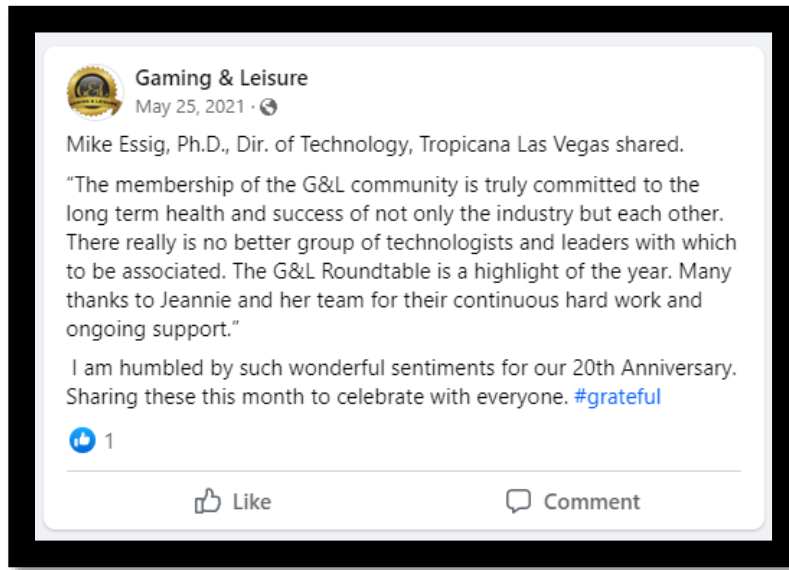 Gaming & Leisure
May 25, 2021 ·
Mike Essig, Ph.D., Dir. of Technology, Tropicana Las Vegas shared.
“The membership of the G&L community is truly committed to the
long term health and success of not only the industry but each other.
There really is no better group of technologists and leaders with which
to be associated. The G&L Roundtable is a highlight of the year. Many
thanks to Jeannie and her team for their continuous hard work and
ongoing support.”
I am humbled by such wonderful sentiments for our 20th Anniversary.
Sharing these this month to celebrate with everyone. #grateful
1
Like
Comment